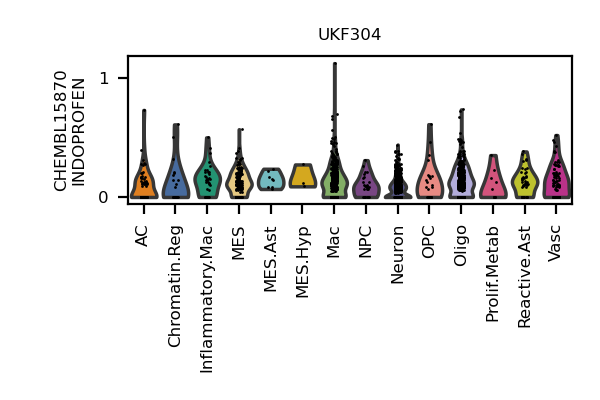 UKF304
CHEMBL15870
INDOPROFEN
1
0
AC
Chromatin.Reg
Inflammatory.Mac
MES
MES.Ast
MES.Hyp
Mac
NPC
Neuron
OPC
Oligo
Prolif.Metab
Reactive.Ast
Vasc